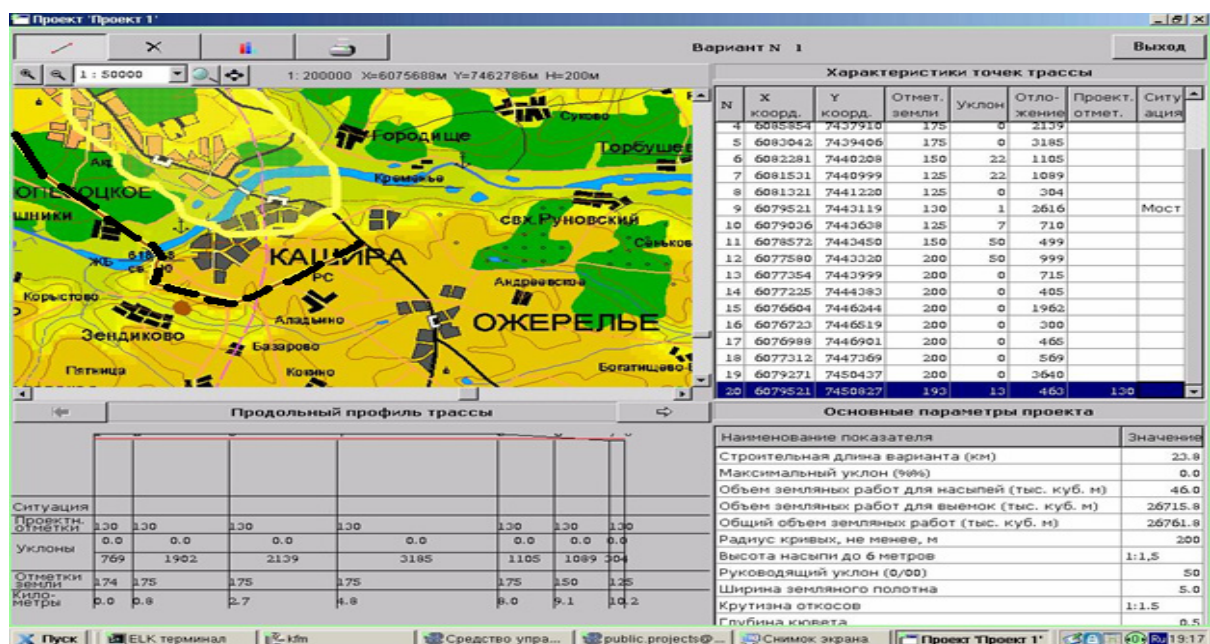 Проект 'Проект 1'
Вариант N 1
Выход
1 : 50000
1: 200000 X=6075688м Y=7462786м H=200м
Характеристики точек трассы
N X коорд. Y коорд. Отмет. земли Уклон Отло-жение Проект. отмет. Ситу ация
4 6085854 7437910 175 0 2139
5 6083042 7439406 175 0 3185
6 6082281 7440208 150 22 1105
7 6081531 7440999 125 22 1089
8 6081321 7441220 125 0 304
9 6079521 7443119 130 1 2616 Мост
10 6079036 7443638 125 7 710
11 6078572 7443450 150 50 499
12 6077580 7443320 200 50 999
13 6077354 7443999 200 0 715
14 6077225 7444383 200 0 405
15 6076604 7446244 200 0 1962
16 6076723 7446519 200 0 300
17 6076988 7446901 200 0 465
18 6077312 7447369 200 0 569
19 6079271 7450437 200 0 3640
20 6079521 7450827 193 13 463 130
Суково
Городище
Торбушев
Кременье
свх.Руновский
КАШИРА
РС
Андреевское
Корыстово
Зендиково
Аладьино
ОЖЕРЕЛЬЕ
Базарово
Пятница
Кокино
Богатищево-
ЖБ
Продольный профиль трассы
Ситуация
Проектн. отметки 130 130 130 130 130 130 130
Уклоны
0.0 0.0 0.0 0.0 0.0 0.0 0.0
769 1902 2139 3185 1105 1089 304
Отметки земли 174 175 175 175 175 150 125
Кило-метры 0.0 0.8 2.7 4.8 8.0 9.1 10.2
Основные параметры проекта
Наименование показателя Значение
Строительная длина варианта (км) 23.8
Максимальный уклон (%%) 0.0
Объем земляных работ для насыпей (тыс. куб. м) 46.0
Объем земляных работ для выемок (тыс. куб. м) 26715.8
Общий объем земляных работ (тыс. куб. м) 26761.8
Радиус кривых, не менее, м 200
Высота насыпи до 6 метров 1:1,5
Руководящий уклон (0/00) 50
Ширина земляного полотна 5.0
Крутизна откосов 1:1.5
Глубина кювета 0.5
Пуск ELK терминал kfm Средство упра... public.projects@... Снимок экрана Проект 'Проект 1' Ru 19:17